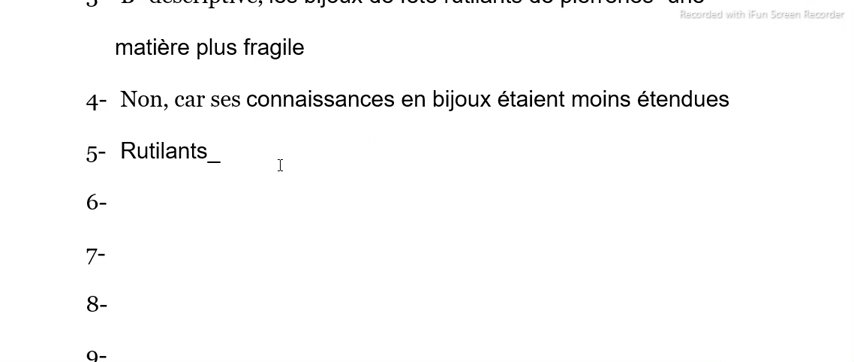 Recorded with iFun Screen Recorder
matière plus fragile
4- Non, car ses connaissances en bijoux étaient moins étendues
5- Rutilants_
6-
7-
8-